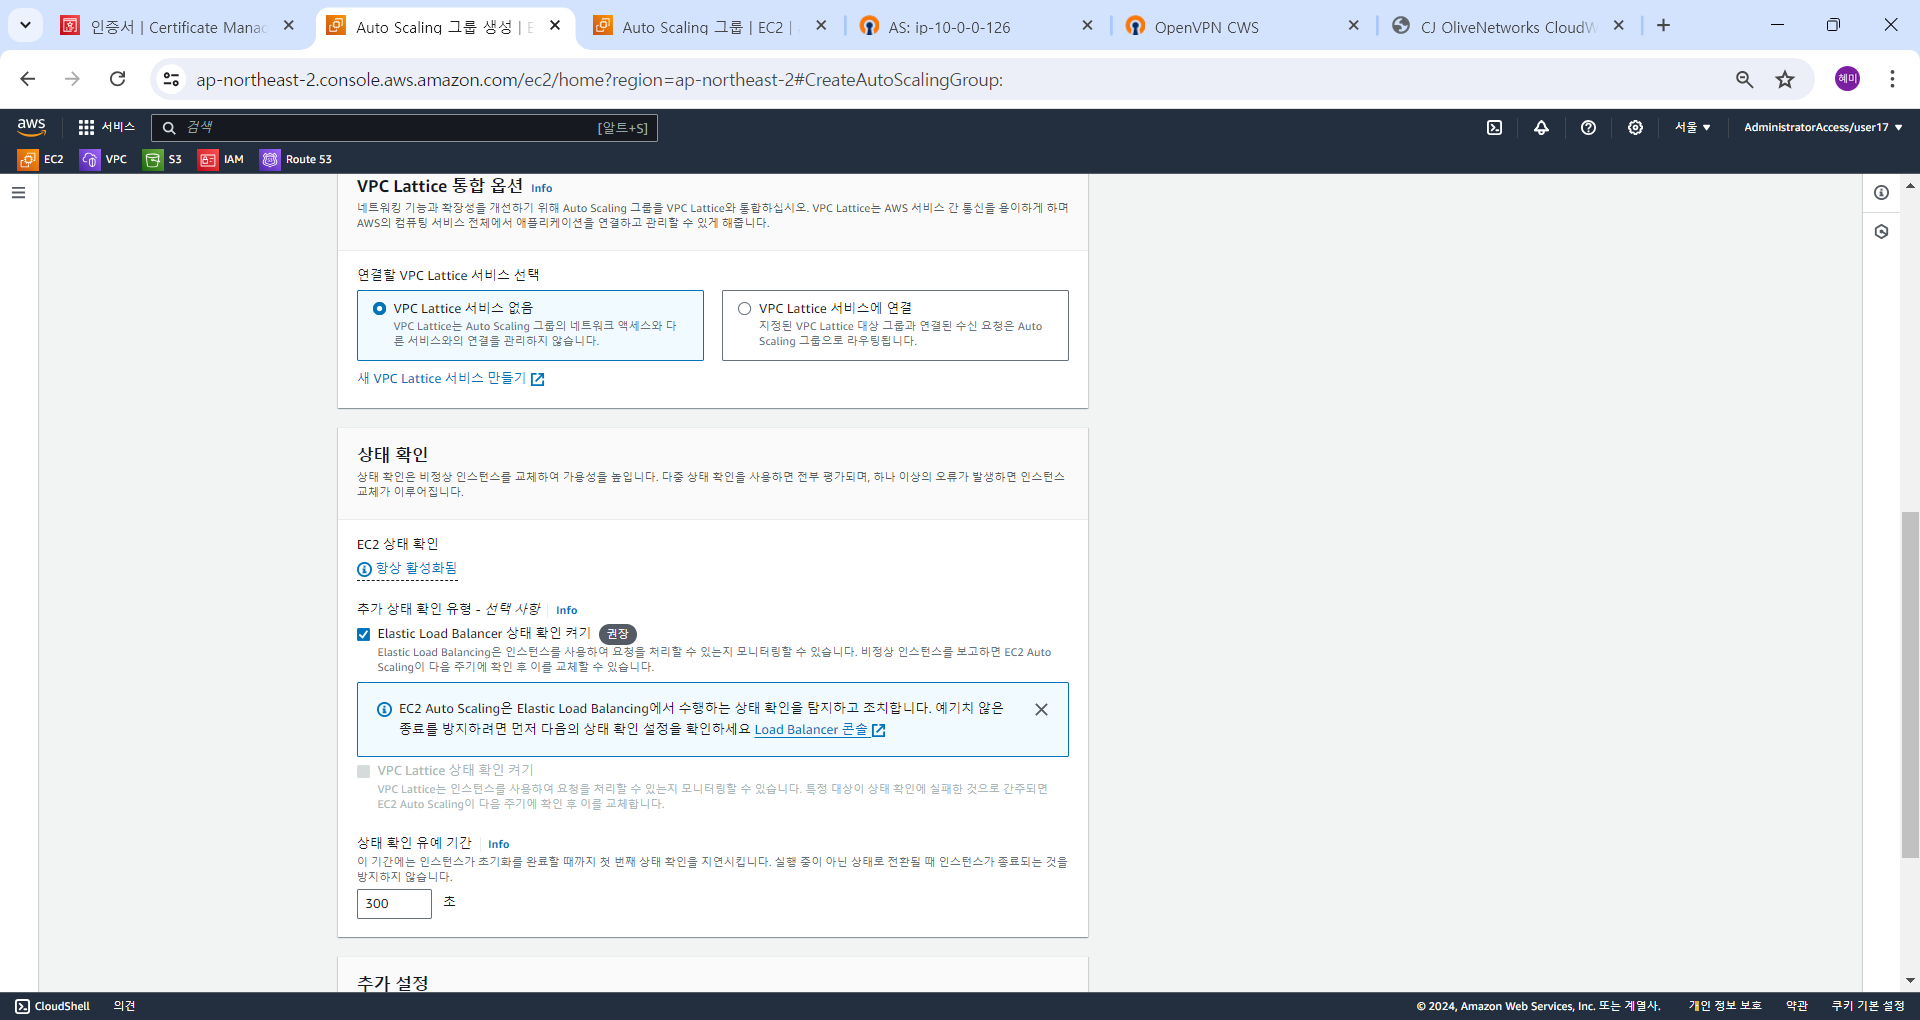 인증서 | Certificate Manac
Auto Scaling 그룹 생성 | E
Auto Scaling 그룹 | EC2 |
AS: ip-10-0-0-126
OpenVPN CWS
CJ OliveNetworks CloudW
ap-northeast-2.console.aws.amazon.com/ec2/home?region=ap-northeast-2#CreateAutoScalingGroup:
혜미
aws
서비스
검색
[알트+S]
서울
AdministratorAccess/user17
EC2
VPC
S3
IAM
Route 53
VPC Lattice 통합 옵션 Info
네트워킹 기능과 확장성을 개선하기 위해 Auto Scaling 그룹을 VPC Lattice와 통합하십시오. VPC Lattice는 AWS 서비스 간 통신을 용이하게 하며
AWS의 컴퓨팅 서비스 전체에서 애플리케이션을 연결하고 관리할 수 있게 해줍니다.
연결할 VPC Lattice 서비스 선택
VPC Lattice 서비스 없음
VPC Lattice는 Auto Scaling 그룹의 네트워크 액세스와 다
른 서비스와의 연결을 관리하지 않습니다.
VPC Lattice 서비스에 연결
지정된 VPC Lattice 대상 그룹과 연결된 수신 요청은 Auto
Scaling 그룹으로 라우팅됩니다.
새 VPC Lattice 서비스 만들기
상태 확인
상태 확인은 비정상 인스턴스를 교체하여 가용성을 높입니다. 다중 상태 확인을 사용하면 전부 평가되며, 하나 이상의 오류가 발생하면 인스턴스
교체가 이루어집니다.
EC2 상태 확인
항상 활성화됨
추가 상태 확인 유형 - 선택 사항 Info
Elastic Load Balancer 상태 확인 켜기 권장
Elastic Load Balancing은 인스턴스를 사용하여 요청을 처리할 수 있는지 모니터링할 수 있습니다. 비정상 인스턴스를 보고하면 EC2 Auto
Scaling이 다음 주기에 확인 후 이를 교체할 수 있습니다.
EC2 Auto Scaling은 Elastic Load Balancing에서 수행하는 상태 확인을 탐지하고 조치합니다. 예기치 않은
종료를 방지하려면 먼저 다음의 상태 확인 설정을 확인하세요 Load Balancer 콘솔
VPC Lattice 상태 확인 켜기
VPC Lattice는 인스턴스를 사용하여 요청을 처리할 수 있는지 모니터링할 수 있습니다. 특정 대상이 상태 확인에 실패한 것으로 간주되면
EC2 Auto Scaling이 다음 주기에 확인 후 이를 교체합니다.
상태 확인 유예 기간 Info
이 기간에는 인스턴스가 초기화를 완료할 때까지 첫 번째 상태 확인을 지연시킵니다. 실행 중이 아닌 상태로 전환될 때 인스턴스가 종료되는 것을
방지하지 않습니다.
300 초
추가 설정
CloudShell
의견
© 2024, Amazon Web Services, Inc. 또는 계열사.
개인 정보 보호
약관
쿠키 기본 설정